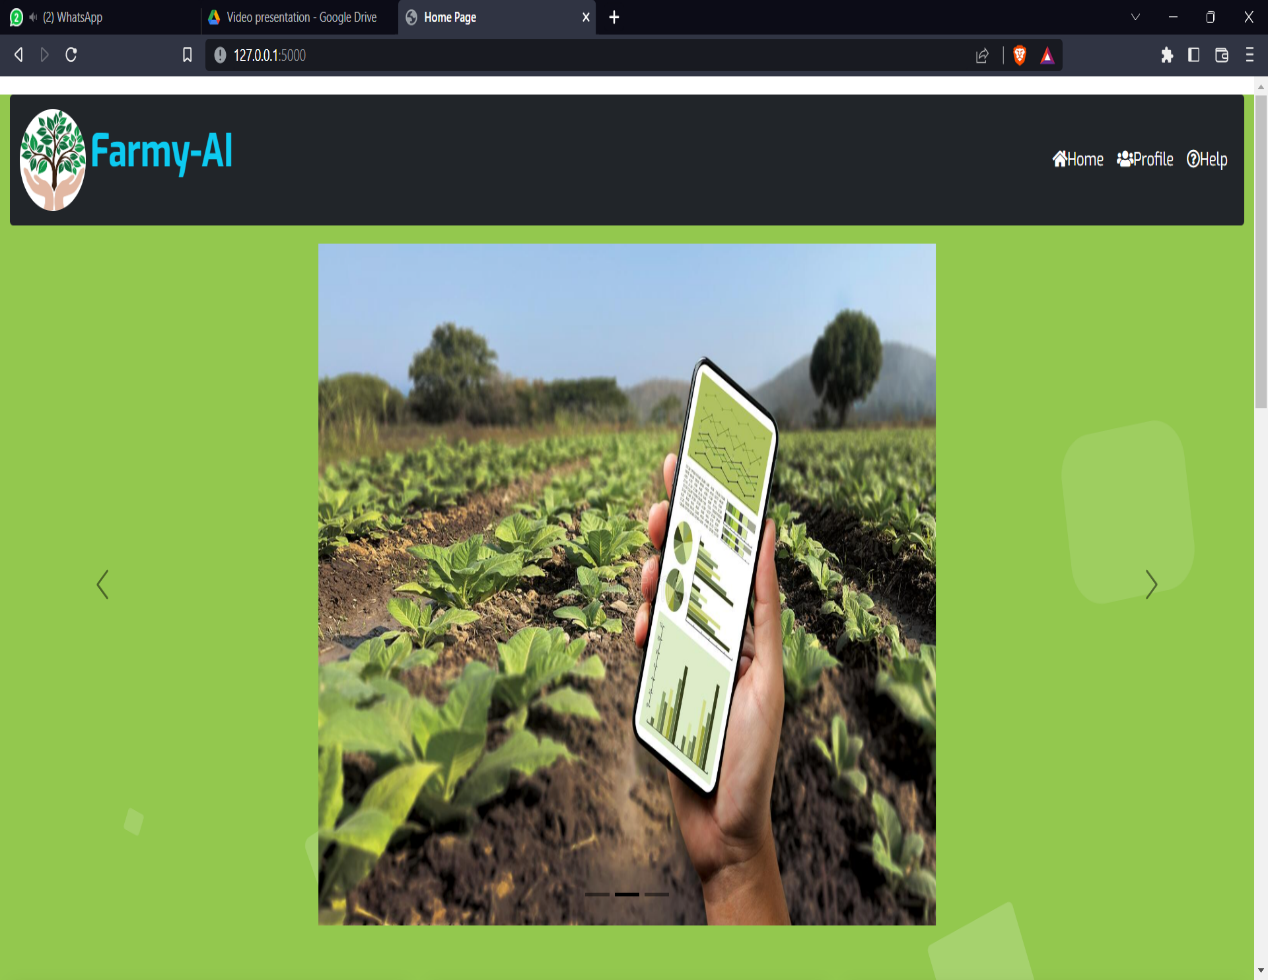 (2) WhatsApp
Video presentation - Google Drive
Home Page
127.0.0.1:5000
Farmy-AI
Home Profile Help